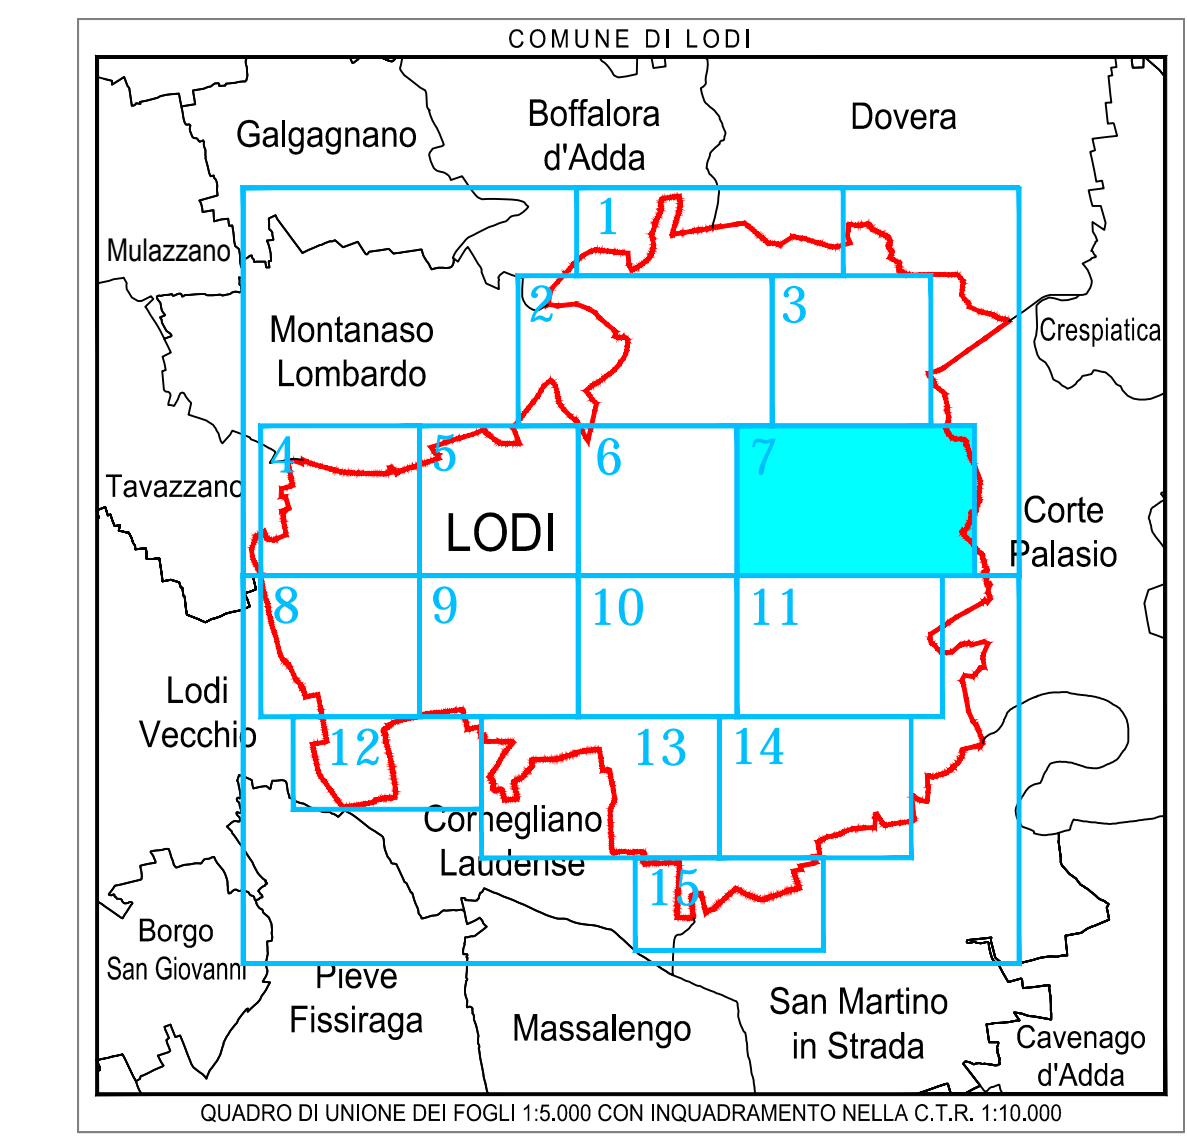 COMUNE DI LODI
Boffalora
d'Adda
Dovera
Galgagnano
1
Mulazzano
2
3
Montanaso
Lombardo
Crespiatica
4
5
6
7
Tavazzano
LODI
Corte
Palasio
8
9
10
11
Lodi
Vecchio
12
13
14
Cornegliano
Laudense
15
Borgo
San Giovanni
Pieve
Fissiraga
Massalengo
San Martino
in Strada
Cavenago
d'Adda
QUADRO DI UNIONE DEI FOGLI 1:5.000 CON INQUADRAMENTO NELLA C.T.R. 1:10.000